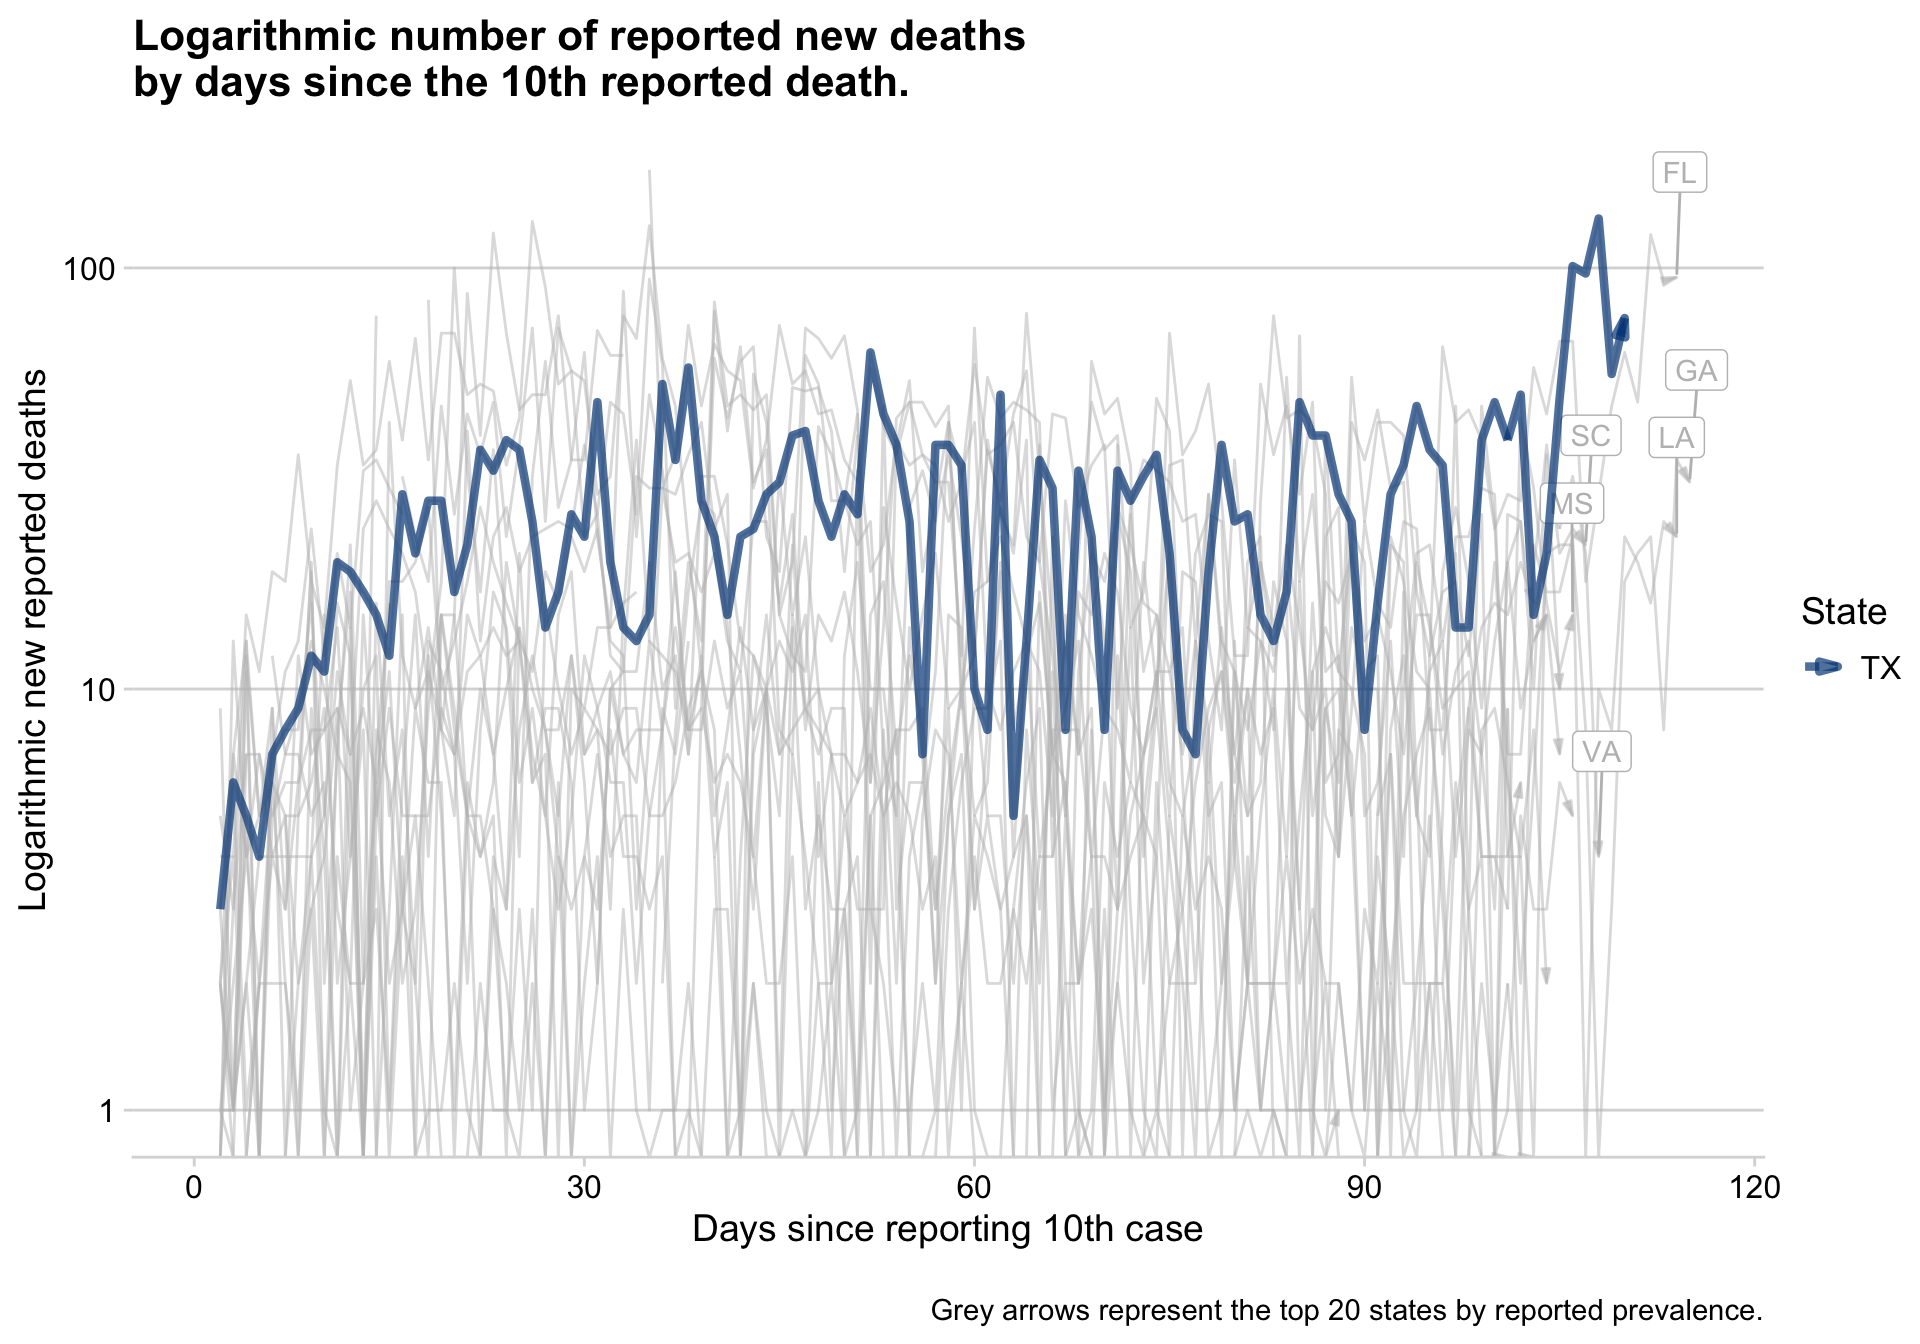 Logarithmic number of reported new deaths
by days since the 10th reported death.
Logarithmic new reported deaths
100
10
1
FL
GA
SC
LA
MS
VA
State
TX
0
30
60
90
120
Days since reporting 10th case
Grey arrows represent the top 20 states by reported prevalence.